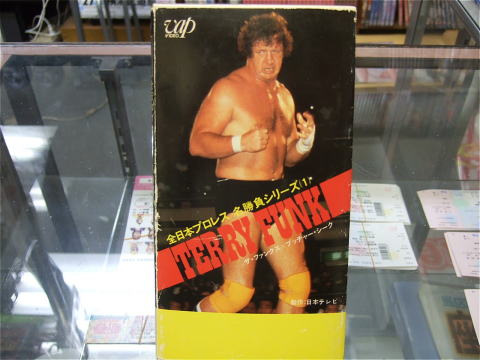 vap
VIDEO
全日本プロレス名勝負シリーズ(1)
TERRY FUNK
ザ・ファンクス ブッチャー・シーク
制作:日本テレビ